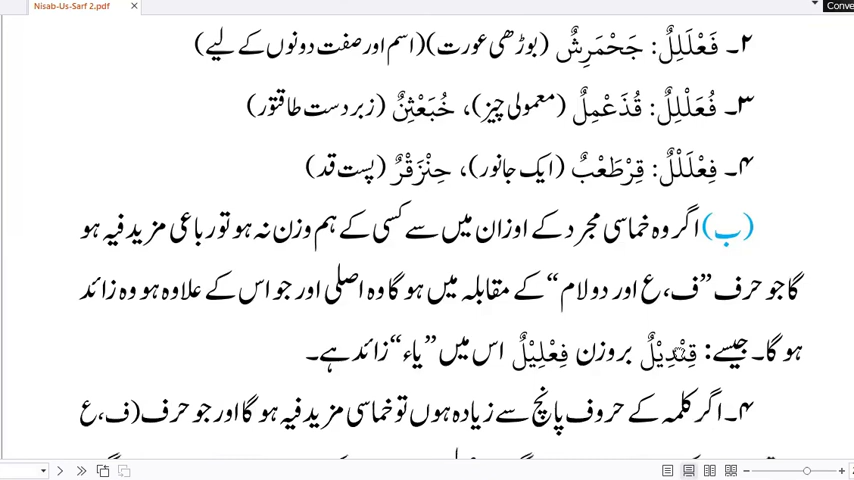 Nisab-Us-Sarf 2.pdf
Conve
۲۔ فَعْلَلِلٌ: جَحْمَرِشٌ (بوڑھی عورت)(اسم اور صفت دونوں کے لیے)
۳۔ فُعَلْلِلٌ: قُذَعْمِلٌ (معمولی چیز)، خُبَعْثِنٌ (زبردست طاقتور)
۴۔ فِعْلَلْلٌ: قِرْطَعْبٌ (ایک جانور)، حِنْزَقْرٌ (پست قد)
(ب) اگر وہ خماسی مجرد کے اوزان میں سے کسی کے ہم وزن نہ ہو تو رباعی مزید فیہ ہو
گا جو حرف ”ف، ع اور دو لام“ کے مقابلہ میں ہو گا وہ اصلی اور جو اس کے علاوہ ہو وہ زائد
ہو گا۔ جیسے: قِنْدِیْلٌ بروزن فِعْلِیْلٌ اس میں ”یاء“ زائد ہے۔
۴۔ اگر کلمہ کے حروف پانچ سے زیادہ ہوں تو خماسی مزید فیہ ہو گا اور جو حرف (ف، ع